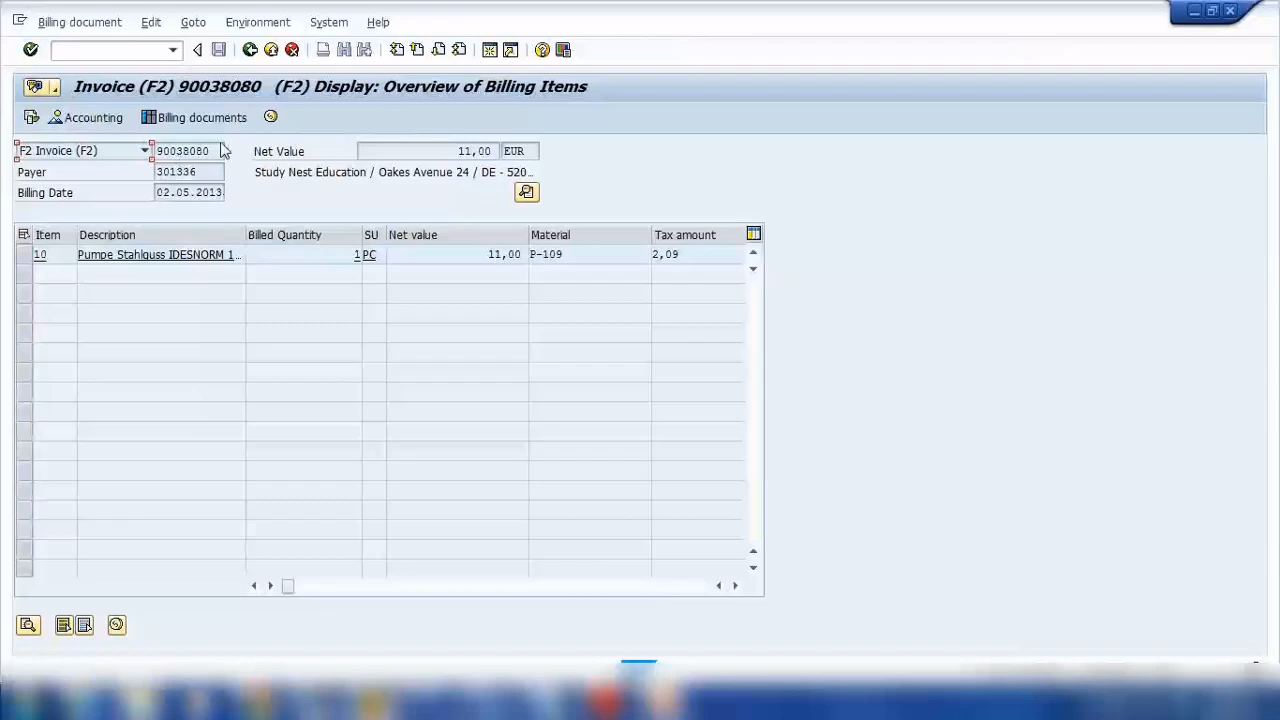 Billing document Edit Goto Environment System Help
Invoice (F2) 90038080 (F2) Display: Overview of Billing Items
Accounting Billing documents
F2 Invoice (F2) 90038080 Net Value 11,00 EUR
Payer 301336 Study Nest Education / Oakes Avenue 24 / DE - 520...
Billing Date 02.05.2013
Item Description Billed Quantity SU Net value Material Tax amount
10 Pumpe Stahlguss IDESNORM 1... 1 PC 11,00 P-109 2,09